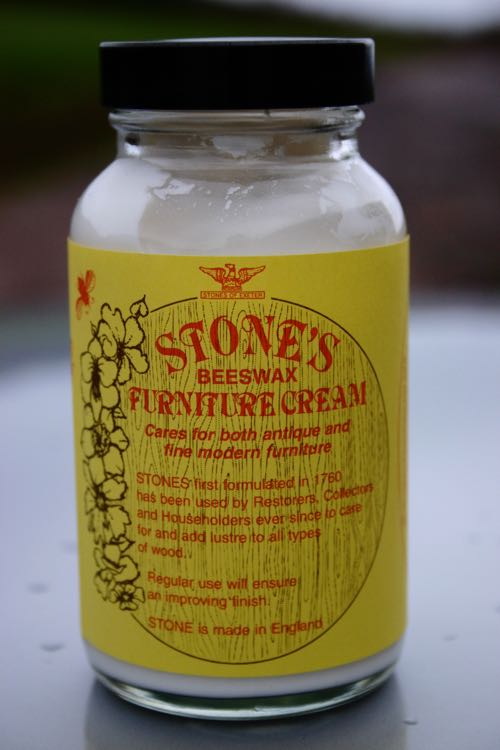 STONES OF EXETER
STONE'S
BEESWAX
FURNITURE CREAM
Cares for both antique and
fine modern furniture
STONES first formulated in 1760
has been used by Restorers, Collectors
and Householders ever since to care
for and add lustre to all types
of wood..
Regular use will ensure
an improving finish.
STONE is made in England